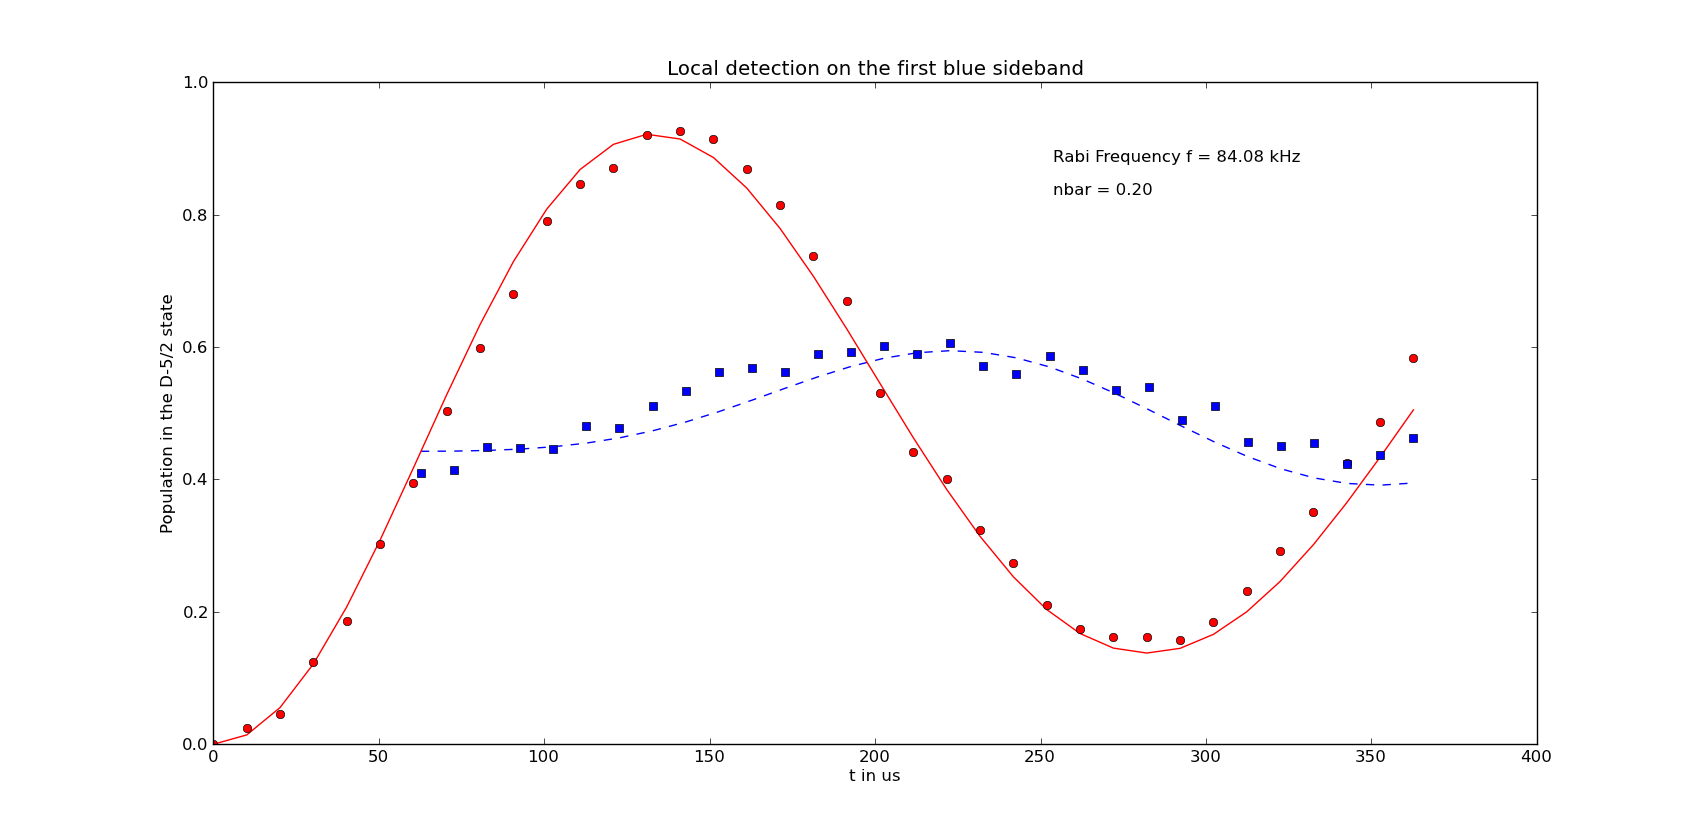 Local detection on the first blue sideband
1.0
0.8
0.6
0.4
0.2
0.0
Population in the D-5/2 state
Rabi Frequency f = 84.08 kHz
nbar = 0.20
0 50 100 150 200 250 300 350 400
t in us